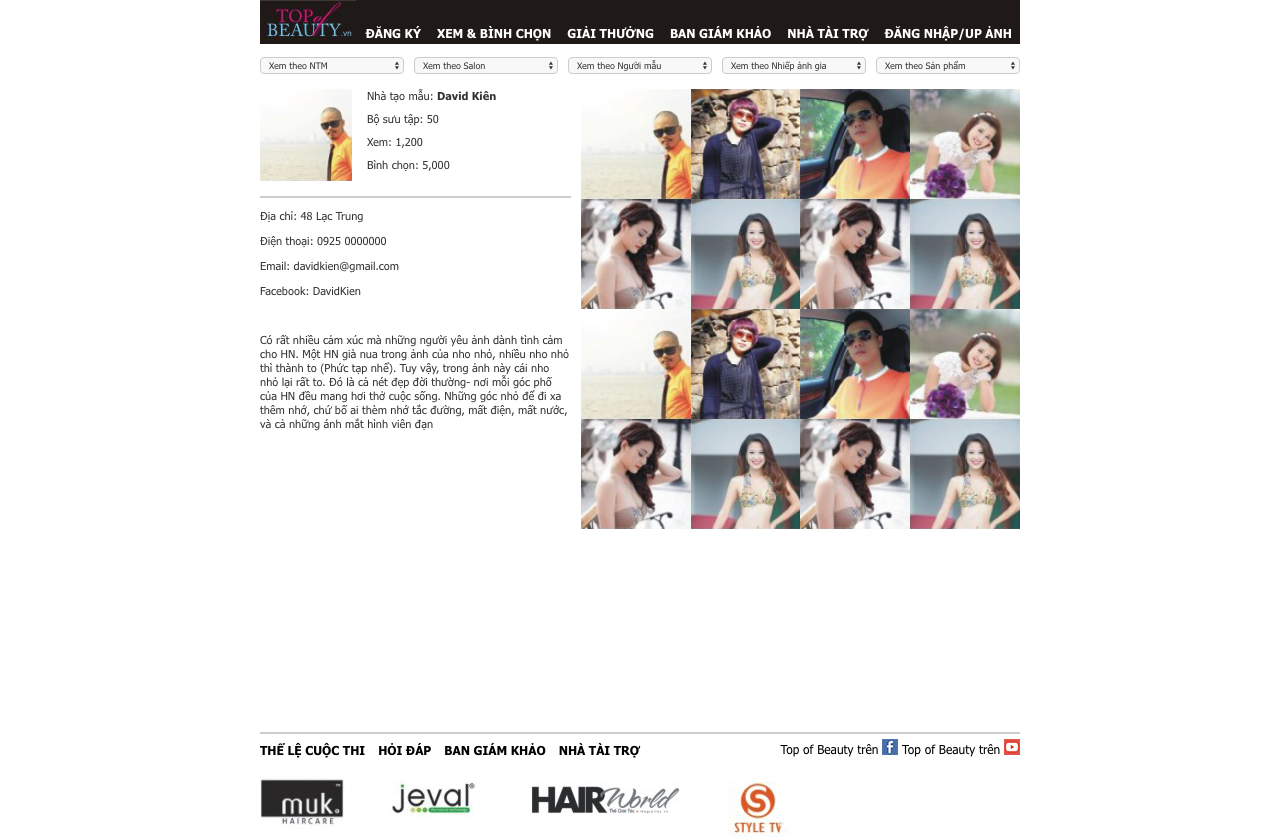 TOP of
BEAUTY.vn
ĐĂNG KÝ XEM & BÌNH CHỌN GIẢI THƯỞNG BAN GIÁM KHẢO NHÀ TÀI TRỢ ĐĂNG NHẬP/UP ẢNH
Xem theo NTM Xem theo Salon Xem theo Người mẫu Xem theo Nhiếp ảnh gia Xem theo Sản phẩm
Nhà tạo mẫu: David Kiên
Bộ sưu tập: 50
Xem: 1,200
Bình chọn: 5,000
Địa chỉ: 48 Lạc Trung
Điện thoại: 0925 0000000
Email: davidkien@gmail.com
Facebook: DavidKien
Có rất nhiều cảm xúc mà những người yêu ảnh dành tình cảm
cho HN. Một HN già nua trong ảnh của nho nhỏ, nhiều nho nhỏ
thì thành to (Phức tạp nhể). Tuy vậy, trong ảnh này cái nho
nhỏ lại rất to. Đó là cả nét đẹp đời thường- nơi mỗi góc phố
của HN đều mang hơi thở cuộc sống. Những góc nhỏ để đi xa
thêm nhớ, chứ bố ai thèm nhớ tắc đường, mất điện, mất nước,
và cả những ánh mắt hình viên đạn
THỂ LỆ CUỘC THI HỎI ĐÁP BAN GIÁM KHẢO NHÀ TÀI TRỢ
Top of Beauty trên f Top of Beauty trên
muk.™
HAIRCARE
jeval®
HAIR World
STYLE TV